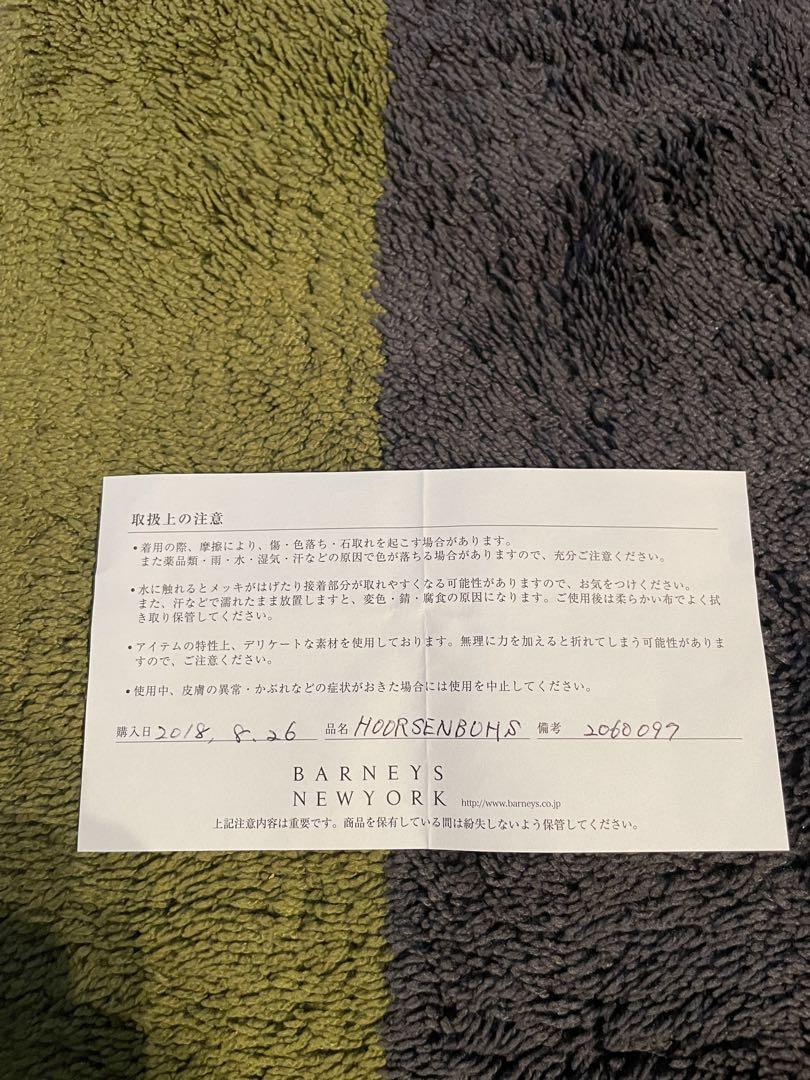 取扱上の注意
•着用の際、摩擦により、傷・色落ち・石取れを起こす場合があります。
また薬品類・雨・水・湿気・汗などの原因で色が落ちる場合がありますので、充分ご注意ください。
•水に触れるとメッキがはげたり接着部分が取れやすくなる可能性がありますので、お気をつけください。
また、汗などで濡れたまま放置しますと、変色・錆・腐食の原因になります。ご使用後は柔らかい布でよく拭
き取り保管してください。
•アイテムの特性上、デリケートな素材を使用しております。無理に力を加えると折れてしまう可能性がありま
すので、ご注意ください。
•使用中、皮膚の異常・かぶれなどの症状がおきた場合には使用を中止してください。
購入日 2018, 8.26 品名 HOORSENBUHS 備考 2060097
BARNEYS
NEWYORK http://www.barneys.co.jp
上記注意内容は重要です。商品を保有している間は紛失しないよう保管してください。